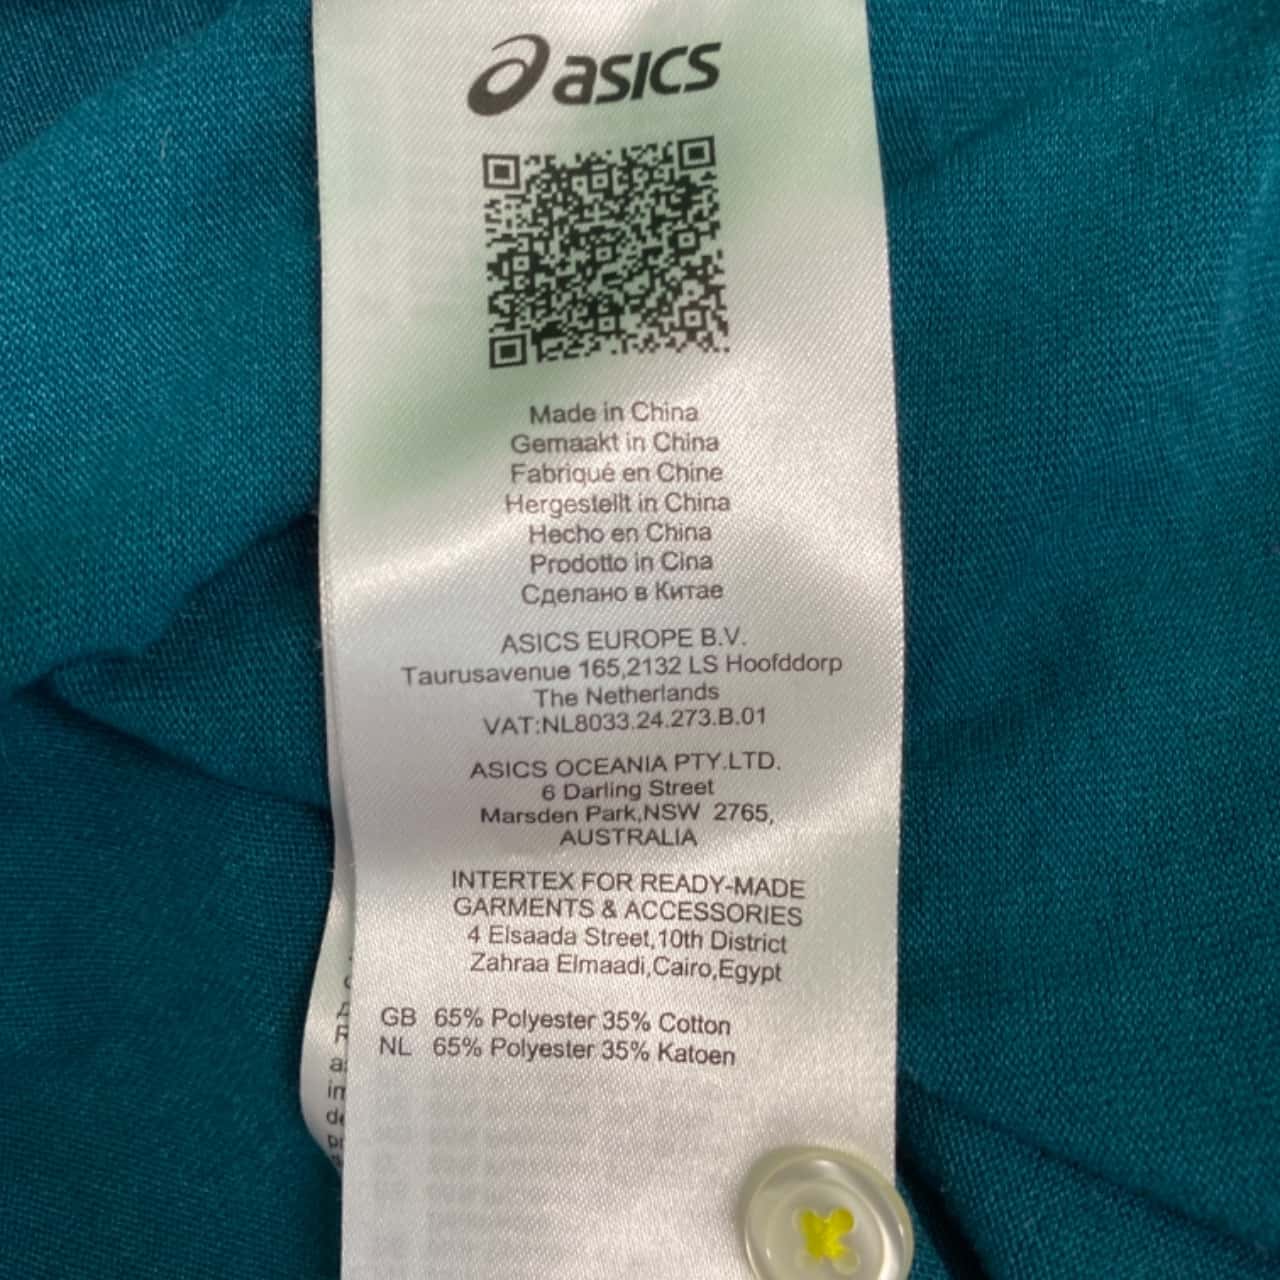 asics
Made in China
Gemaakt in China
Fabriqué en Chine
Hergestellt in China
Hecho en China
Prodotto in Cina
Сделано в Китае
ASICS EUROPE B.V.
Taurusavenue 165,2132 LS Hoofddorp
The Netherlands
VAT:NL8033.24.273.B.01
ASICS OCEANIA PTY.LTD.
6 Darling Street
Marsden Park,NSW 2765,
AUSTRALIA
INTERTEX FOR READY-MADE
GARMENTS & ACCESSORIES
4 Elsaada Street,10th District
Zahraa Elmaadi,Cairo,Egypt
GB 65% Polyester 35% Cotton
NL 65% Polyester 35% Katoen